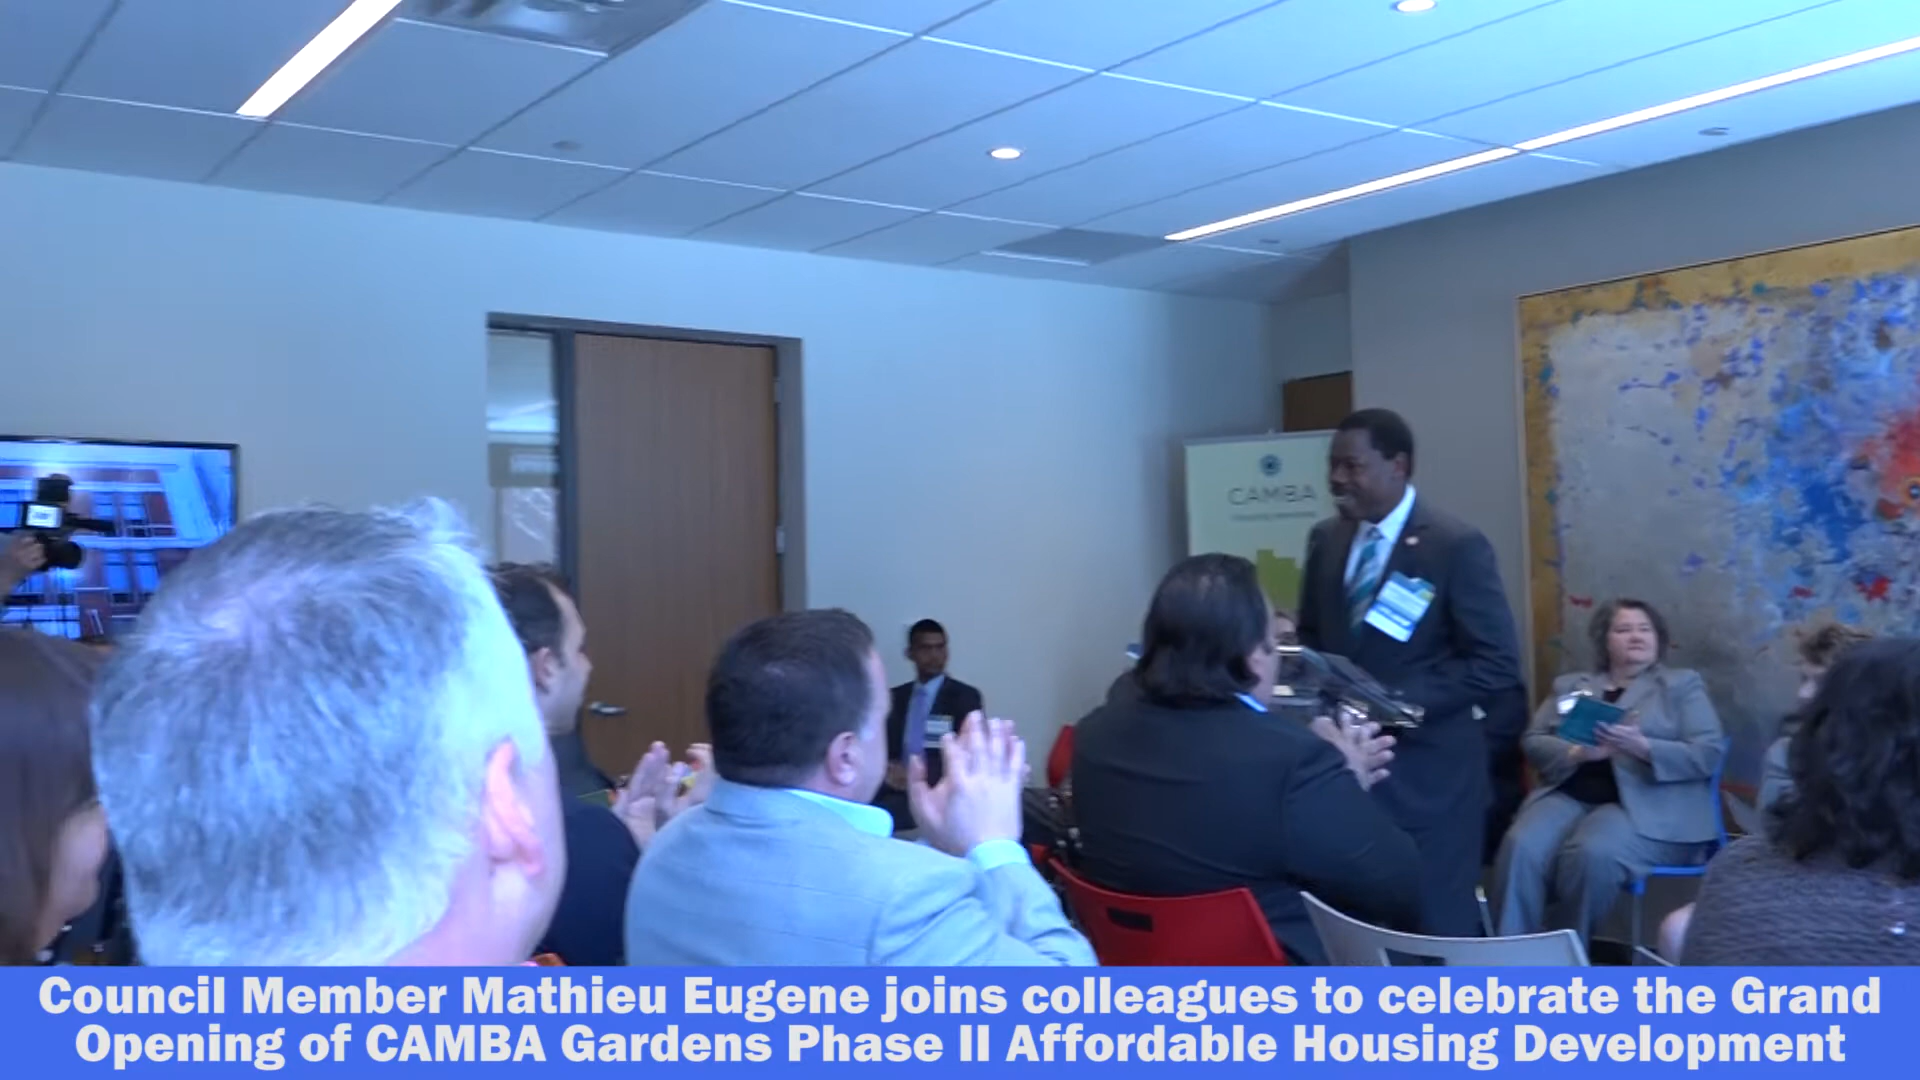 CAMBA
Council Member Mathieu Eugene joins colleagues to celebrate the Grand
Opening of CAMBA Gardens Phase II Affordable Housing Development